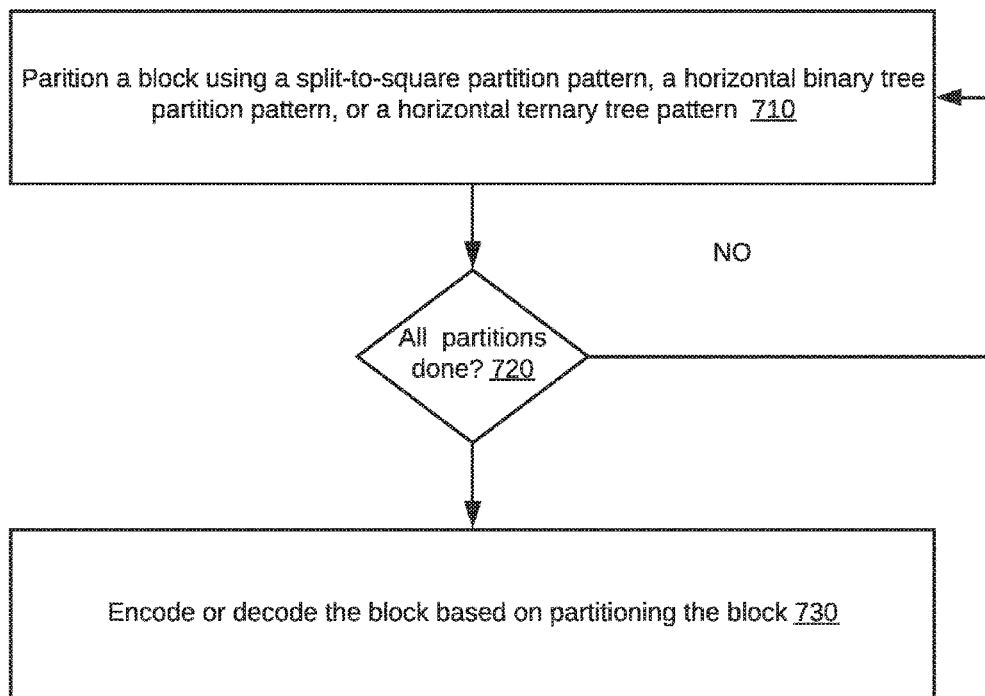 Parition a block using a split-to-square partition pattern, a horizontal binary tree
partition pattern, or a horizontal ternary tree pattern 710
NO
All partitions
done? 720
Encode or decode the block based on partitioning the block 730